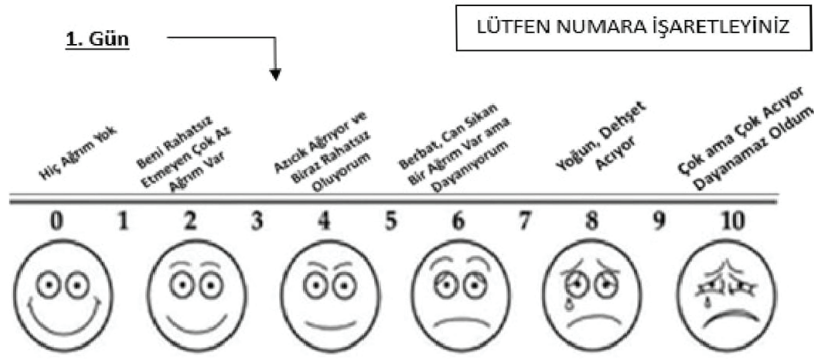 1. Gün
LÜTFEN NUMARA İŞARETLEYİNİZ
Hiç Ağrım Yok
Beni Rahatsız
Etmeyen Çok Az
Ağrım Var
Azıcık Ağrıyor ve
Biraz Rahatsız
Oluyorum
Berbat, Can Sıkan
Bir Ağrım Var ama
Dayanıyorum
Yoğun, Dehşet
Acıyor
Çok ama Çok Acıyor
Dayanamaz Oldum
0 1 2 3 4 5 6 7 8 9 10